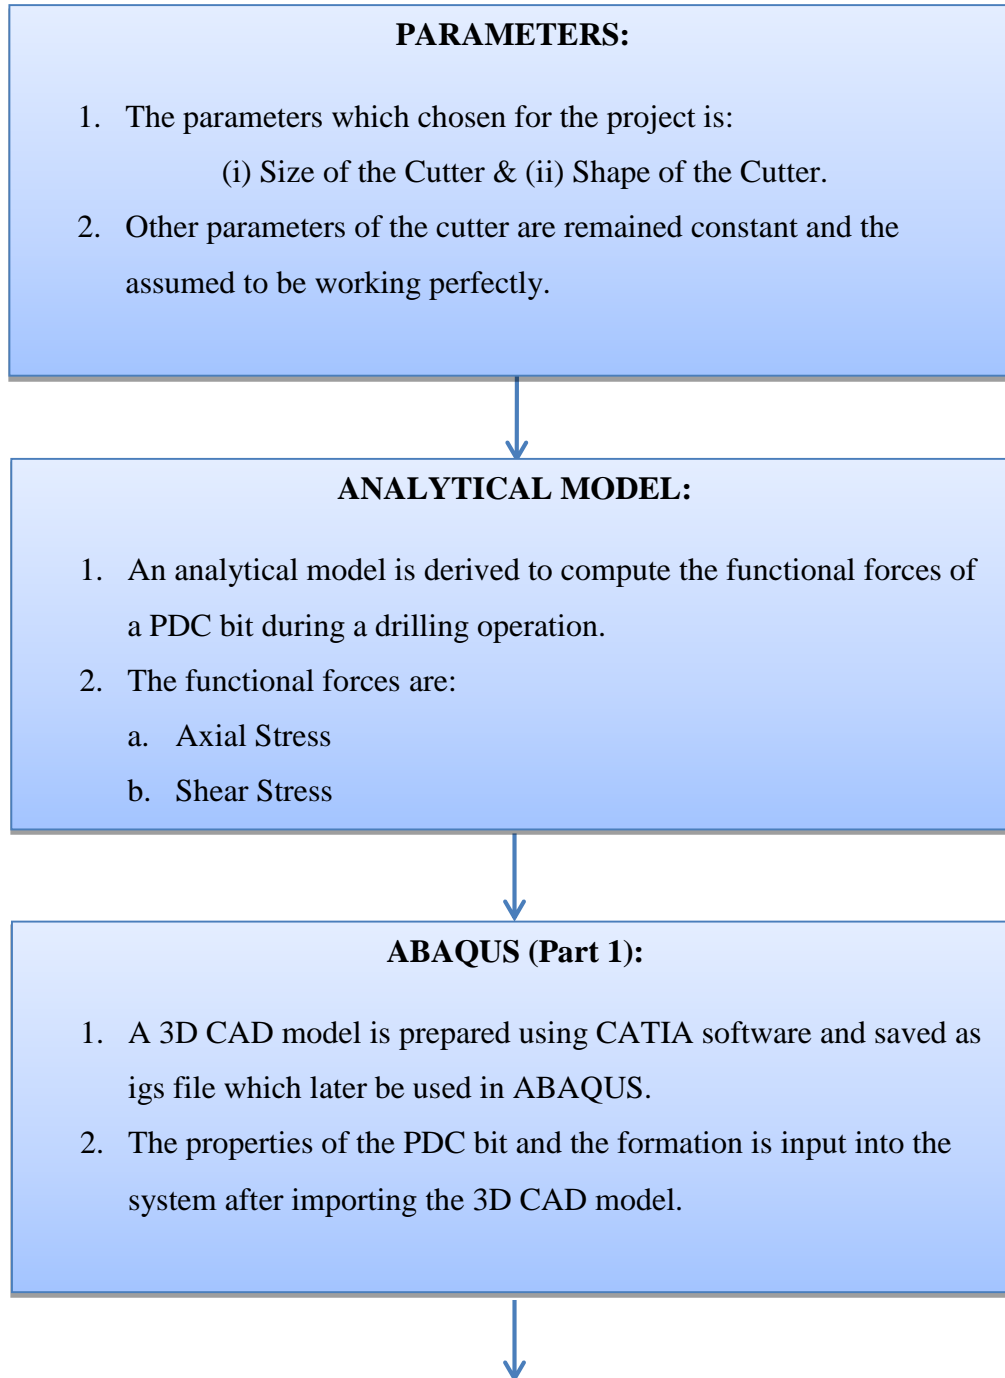 PARAMETERS:
1. The parameters which chosen for the project is:
(i) Size of the Cutter & (ii) Shape of the Cutter.
2. Other parameters of the cutter are remained constant and the
assumed to be working perfectly.
ANALYTICAL MODEL:
1. An analytical model is derived to compute the functional forces of
a PDC bit during a drilling operation.
2. The functional forces are:
a. Axial Stress
b. Shear Stress
ABAQUS (Part 1):
1. A 3D CAD model is prepared using CATIA software and saved as
igs file which later be used in ABAQUS.
2. The properties of the PDC bit and the formation is input into the
system after importing the 3D CAD model.